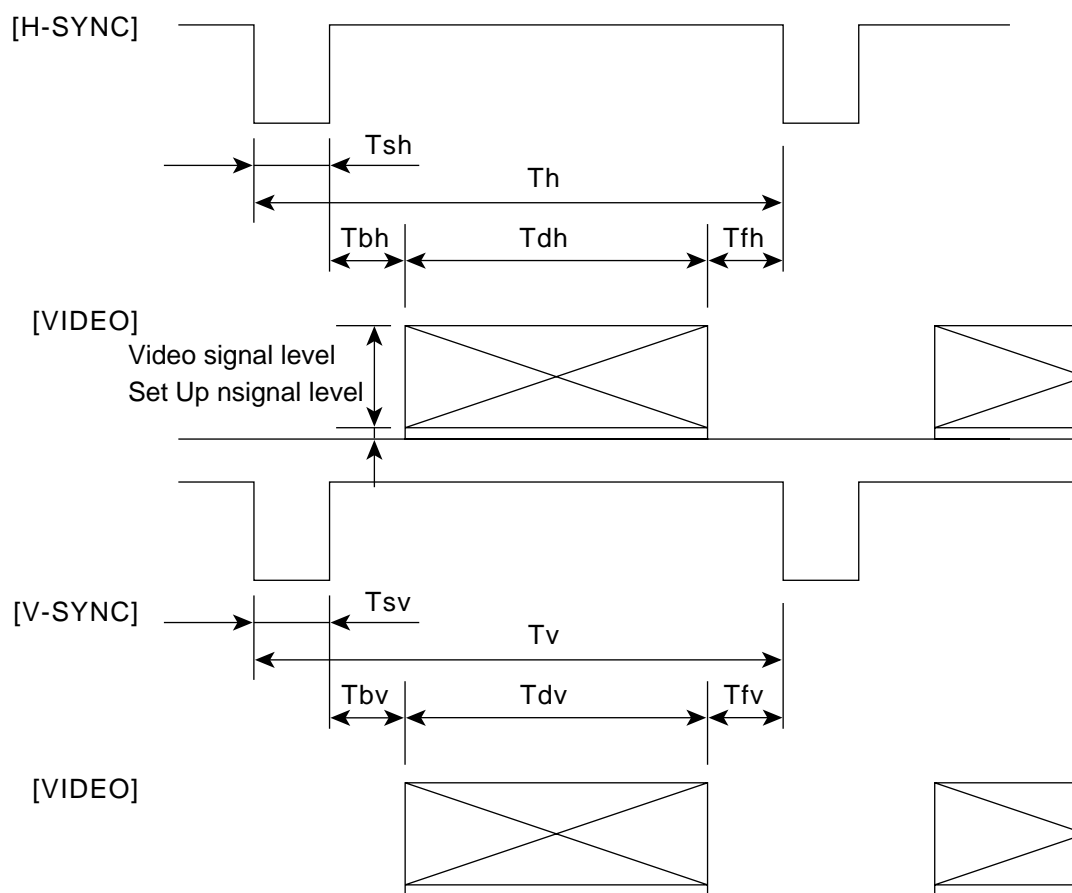 [H-SYNC]
Tsh
Th
Tbh
Tdh
Tfh
[VIDEO]
Video signal level
Set Up nsignal level
[V-SYNC]
Tsv
Tv
Tbv
Tdv
Tfv
[VIDEO]